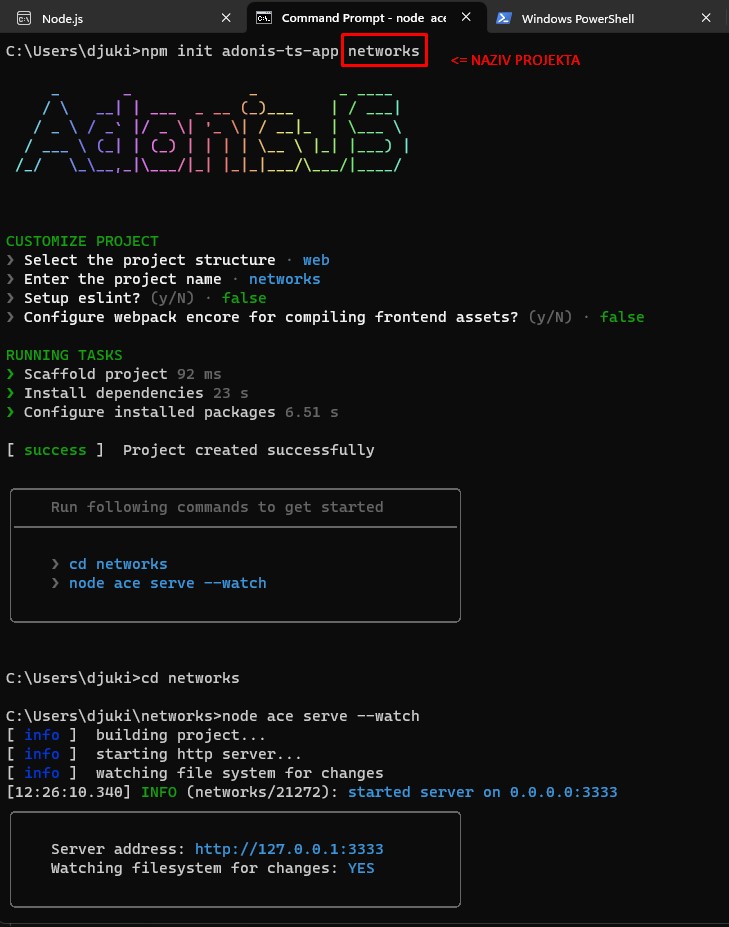 Node.js
Command Prompt - node ace
Windows PowerShell
C:\Users\djuki>npm init adonis-ts-app networks
<= NAZIV PROJEKTA
AdonisJS
CUSTOMIZE PROJECT
❯ Select the project structure · web
❯ Enter the project name · networks
❯ Setup eslint? (y/N) · false
❯ Configure webpack encore for compiling frontend assets? (y/N) · false
RUNNING TASKS
❯ Scaffold project 92 ms
❯ Install dependencies 23 s
❯ Configure installed packages 6.51 s
[ success ]  Project created successfully
Run following commands to get started
❯ cd networks
❯ node ace serve --watch
C:\Users\djuki>cd networks
C:\Users\djuki\networks>node ace serve --watch
[ info ]  building project...
[ info ]  starting http server...
[ info ]  watching file system for changes
[12:26:10.340] INFO (networks/21272): started server on 0.0.0.0:3333
Server address: http://127.0.0.1:3333
Watching filesystem for changes: YES